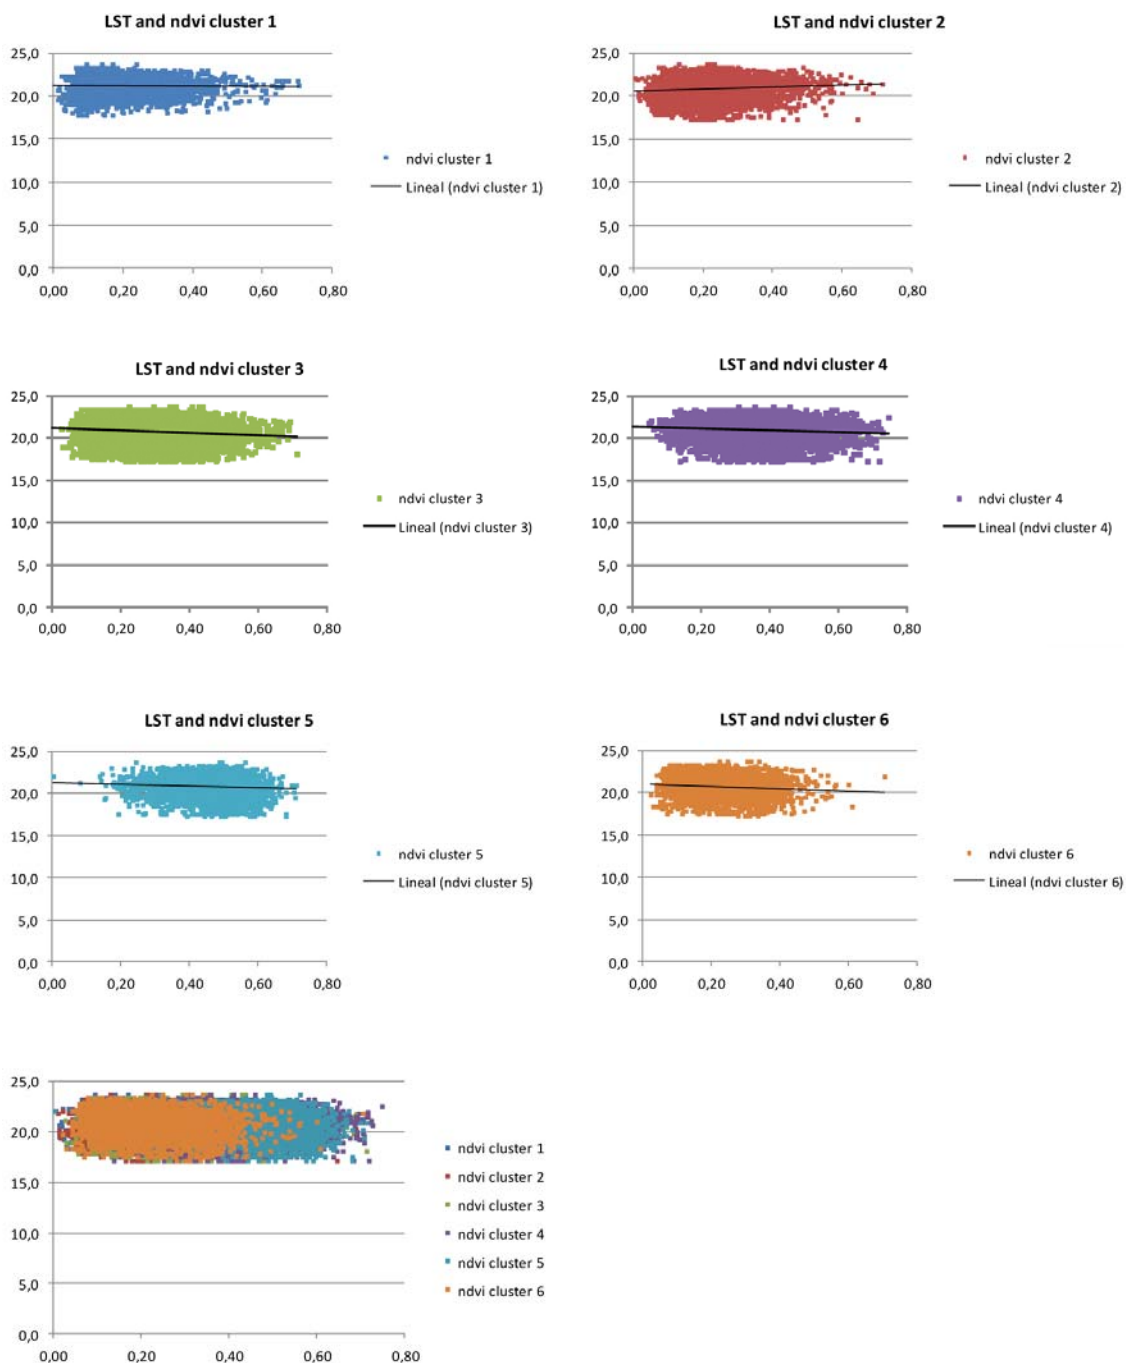 LST and ndvi cluster 1
25,0
20,0
15,0
10,0
5,0
0,0
0,00 0,20 0,40 0,60 0,80
ndvi cluster 1
Lineal (ndvi cluster 1)
LST and ndvi cluster 2
25,0
20,0
15,0
10,0
5,0
0,0
0,00 0,20 0,40 0,60 0,80
ndvi cluster 2
Lineal (ndvi cluster 2)
LST and ndvi cluster 3
25,0
20,0
15,0
10,0
5,0
0,0
0,00 0,20 0,40 0,60 0,80
ndvi cluster 3
Lineal (ndvi cluster 3)
LST and ndvi cluster 4
25,0
20,0
15,0
10,0
5,0
0,0
0,00 0,20 0,40 0,60 0,80
ndvi cluster 4
Lineal (ndvi cluster 4)
LST and ndvi cluster 5
25,0
20,0
15,0
10,0
5,0
0,0
0,00 0,20 0,40 0,60 0,80
ndvi cluster 5
Lineal (ndvi cluster 5)
LST and ndvi cluster 6
25,0
20,0
15,0
10,0
5,0
0,0
0,00 0,20 0,40 0,60 0,80
ndvi cluster 6
Lineal (ndvi cluster 6)
25,0
20,0
15,0
10,0
5,0
0,0
0,00 0,20 0,40 0,60 0,80
ndvi cluster 1
ndvi cluster 2
ndvi cluster 3
ndvi cluster 4
ndvi cluster 5
ndvi cluster 6